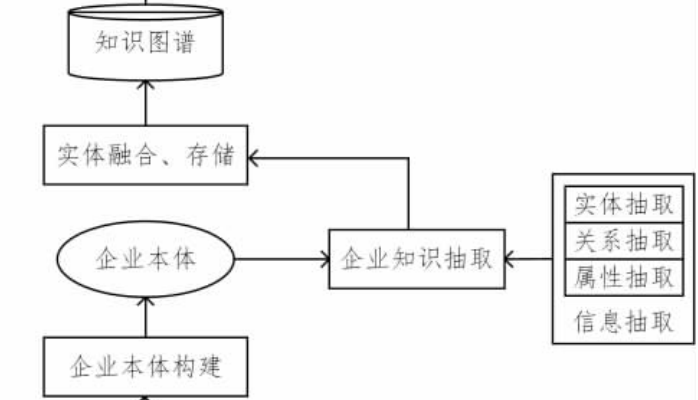 知识图谱
实体融合、存储
实体抽取
关系抽取
企业本体
企业知识抽取
属性抽取
信息抽取
企业本体构建